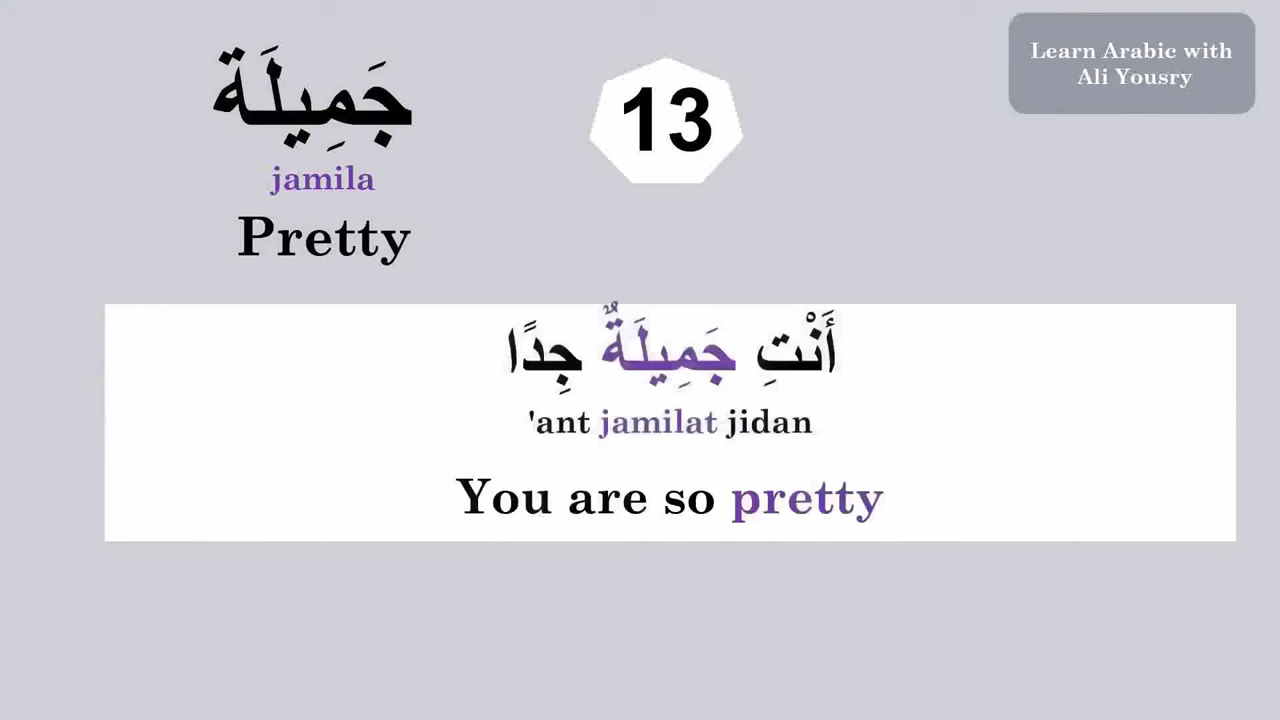 جَمِيلَة
jamila
Pretty
13
Learn Arabic with
Ali Yousry
أَنْتِ جَمِيلَةٌ جِدًا
'ant jamilat jidan
You are so pretty